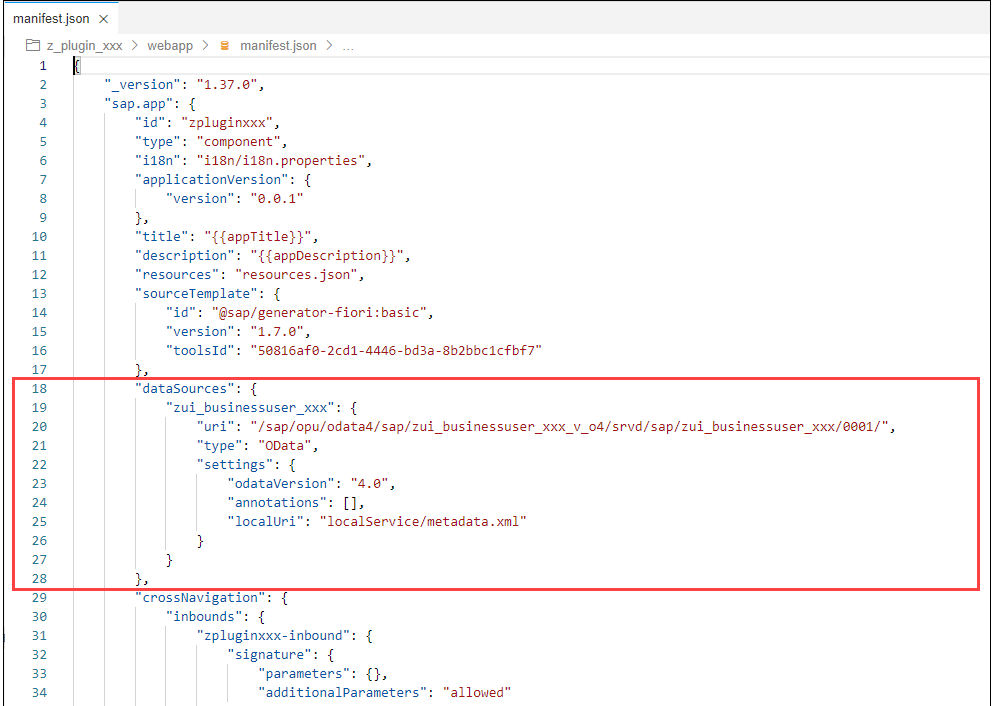 manifest.json ×
z_plugin_xxx > webapp > manifest.json > ...
1 {
2 "_version": "1.37.0",
3 "sap.app": {
4 "id": "zpluginxxx",
5 "type": "component",
6 "i18n": "i18n/i18n.properties",
7 "applicationVersion": {
8 "version": "0.0.1"
9 },
10 "title": "{{appTitle}}",
11 "description": "{{appDescription}}",
12 "resources": "resources.json",
13 "sourceTemplate": {
14 "id": "@sap/generator-fiori:basic",
15 "version": "1.7.0",
16 "toolsId": "50816af0-2cd1-4446-bd3a-8b2bbc1cfbf7"
17 },
18 "dataSources": {
19 "zui_businessuser_xxx": {
20 "uri": "/sap/opu/odata4/sap/zui_businessuser_xxx_v_o4/srvd/sap/zui_businessuser_xxx/0001/",
21 "type": "OData",
22 "settings": {
23 "odataVersion": "4.0",
24 "annotations": [],
25 "localUri": "localService/metadata.xml"
26 }
27 }
28 },
29 "crossNavigation": {
30 "inbounds": {
31 "zpluginxxx-inbound": {
32 "signature": {
33 "parameters": {},
34 "additionalParameters": "allowed"